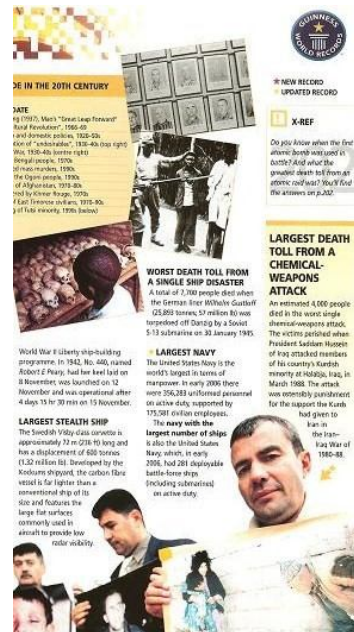 GUINNESS
WORLD RECORDS
NEW RECORD
UPDATED RECORD
DE IN THE 20TH CENTURY
DATE
ng (1937), Mao's "Great Leap Forward"
ltural Revolution", 1966–69
and domestic policies, 1920–50s
tion of "undesirables", 1930–40s (top right)
War, 1930–40s (centre right)
Bengali people, 1970s
d mass murders, 1990s
the Ogoni people, 1990s
of Afghanistan, 1970–80s
red by Khmer Rouge, 1970s
f East Timorese civilians, 1970–90s
g of Tutsi minority, 1990s (below)
X-REF
Do you know when the first
atomic bomb was used in
battle? And what the
greatest death toll from an
atomic raid was? You'll find
the answers on p.202.
WORST DEATH TOLL FROM
A SINGLE SHIP DISASTER
A total of 7,700 people died when
the German liner Wilhelm Gustloff
(25,893 tonnes; 57 million lb) was
torpedoed off Danzig by a Soviet
S-13 submarine on 30 January 1945.
LARGEST NAVY
The United States Navy is the
world's largest in terms of
manpower. In early 2006 there
were 356,283 uniformed personnel
on active duty, supported by
175,581 civilian employees.
The navy with the
largest number of ships
is also the United States
Navy, which, in early
2006, had 281 deployable
battle-force ships
(including submarines)
on active duty.
World War II Liberty ship-building
programme. In 1942, No. 440, named
Robert E Peary, had her keel laid on
8 November, was launched on 12
November and was operational after
4 days 15 hr 30 min on 15 November.
LARGEST STEALTH SHIP
The Swedish Visby-class corvette is
approximately 72 m (236 ft) long and
has a displacement of 600 tonnes
(1.32 million lb). Developed by the
Kockums shipyard, the carbon fibre
vessel is far lighter than a
conventional ship of its
size and features the
large flat surfaces
commonly used in
aircraft to provide low
radar visibility.
LARGEST DEATH
TOLL FROM A
CHEMICAL-
WEAPONS
ATTACK
An estimated 4,000 people
died in the worst single
chemical-weapons attack.
The victims perished when
President Saddam Hussein
of Iraq attacked members
of his country's Kurdish
minority at Halabja, Iraq, in
March 1988. The attack
was ostensibly punishment
for the support the Kurds
had given to
Iran in
the Iran–
Iraq War of
1980–88.